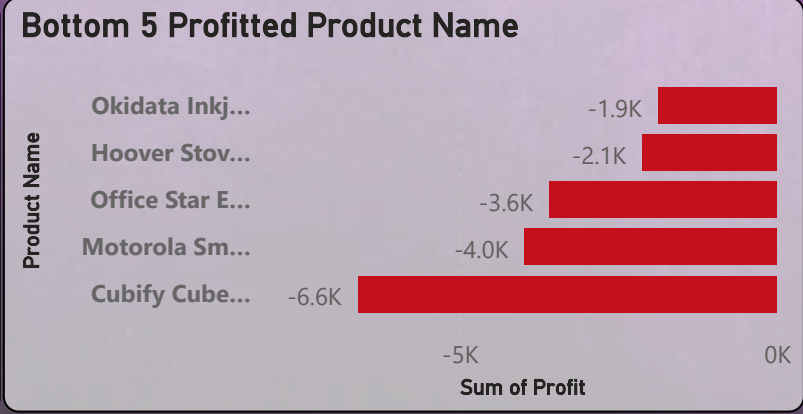 Bottom 5 Profitted Product Name
Product Name
Okidata Inkj... -1.9K
Hoover Stov... -2.1K
Office Star E... -3.6K
Motorola Sm... -4.0K
Cubify Cube... -6.6K
-5K 0K
Sum of Profit